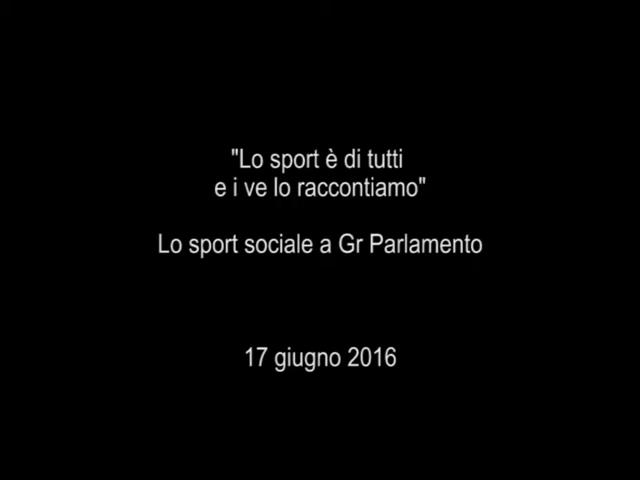 "Lo sport è di tutti
e i ve lo raccontiamo"
Lo sport sociale a Gr Parlamento
17 giugno 2016